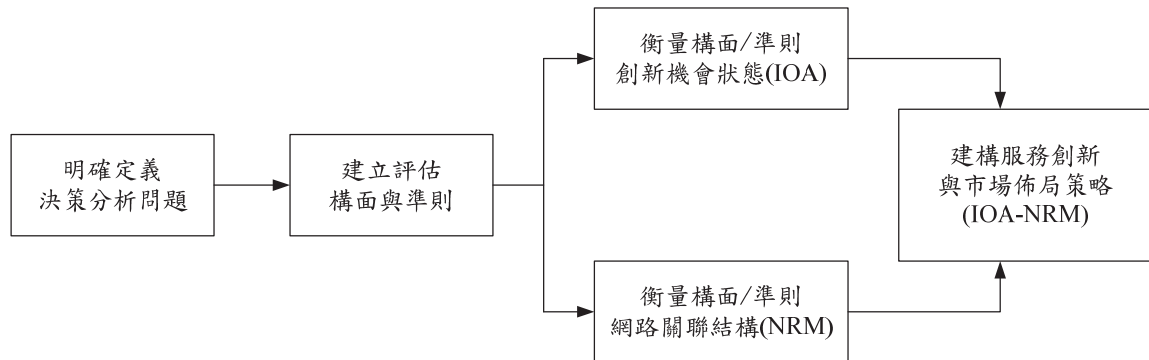 明確定義
決策分析問題
建立評估
構面與準則
衡量構面/準則
創新機會狀態(IOA)
衡量構面/準則
網路關聯結構(NRM)
建構服務創新
與市場佈局策略
(IOA-NRM)